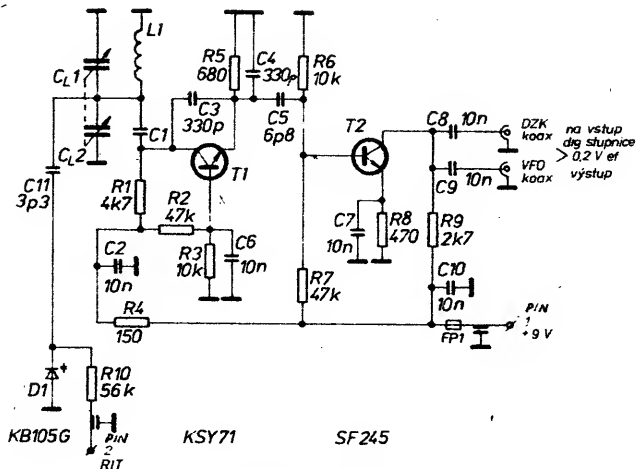 L1
CL1
CL2
C11
3p3
C1
C3
330p
R5
680
C4
330p
C5
6p8
R6
10k
T1
T2
R1
4k7
R2
47k
C2
10n
R3
10k
C6
10n
R4
150
R7
47k
C7
10n
R8
470
C8 10n
DZK
koax
VFO
koax
C9 10n
na vstup
dig stupnice
> 0,2 V ef
výstup
R9
2k7
C10
10n
FP1
PIN
1
+9 V
D1
R10
56k
PIN
2
RIT
KB105G KSY71 SF245